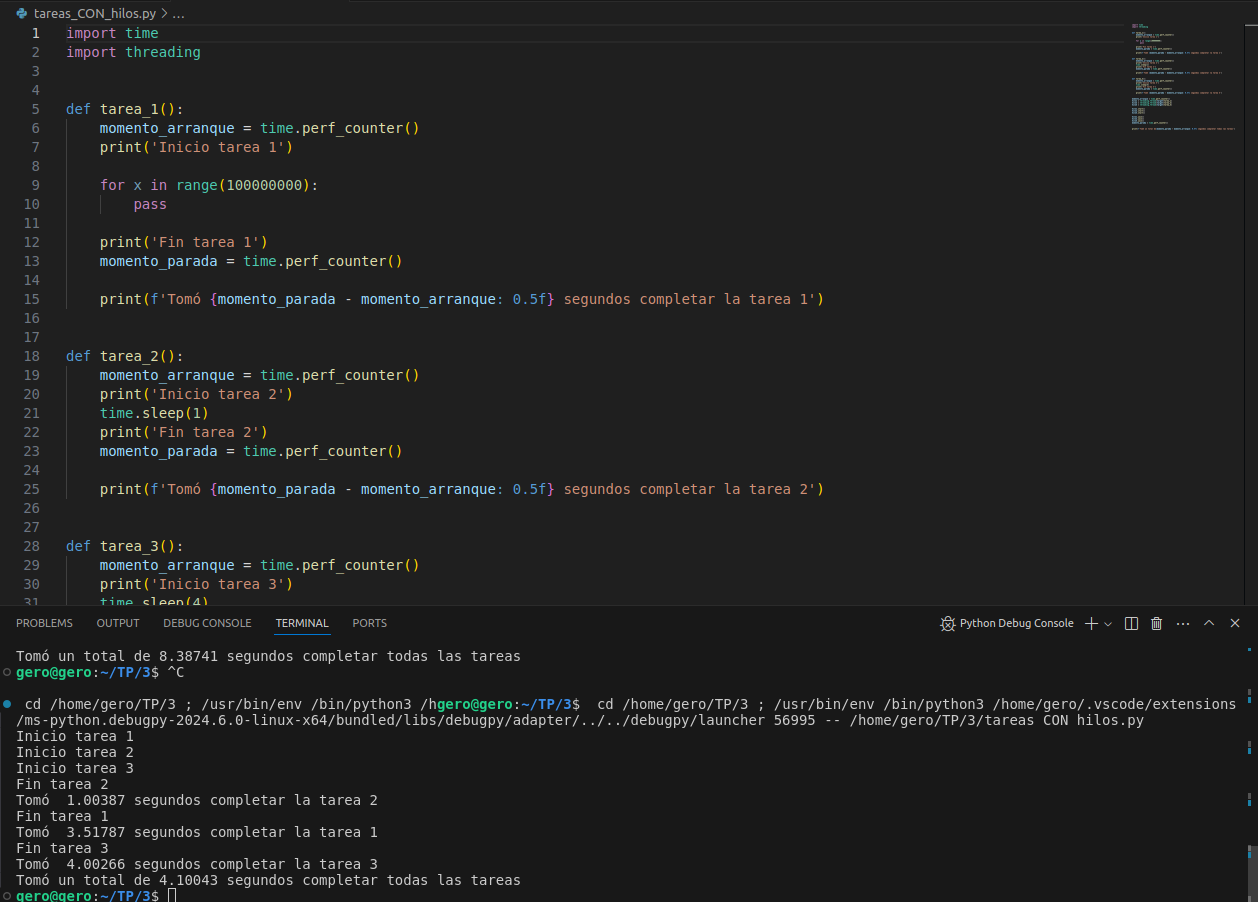 tareas_CON_hilos.py > ...
1 import time
2 import threading
3
4
5 def tarea_1():
6 momento_arranque = time.perf_counter()
7 print('Inicio tarea 1')
8
9 for x in range(100000000):
10 pass
11
12 print('Fin tarea 1')
13 momento_parada = time.perf_counter()
14
15 print(f'Tomó {momento_parada - momento_arranque: 0.5f} segundos completar la tarea 1')
16
17
18 def tarea_2():
19 momento_arranque = time.perf_counter()
20 print('Inicio tarea 2')
21 time.sleep(1)
22 print('Fin tarea 2')
23 momento_parada = time.perf_counter()
24
25 print(f'Tomó {momento_parada - momento_arranque: 0.5f} segundos completar la tarea 2')
26
27
28 def tarea_3():
29 momento_arranque = time.perf_counter()
30 print('Inicio tarea 3')
31 time.sleep(4)
PROBLEMS OUTPUT DEBUG CONSOLE TERMINAL PORTS Python Debug Console
Tomó un total de 8.38741 segundos completar todas las tareas
gero@gero:~/TP/3$ ^C
cd /home/gero/TP/3 ; /usr/bin/env /bin/python3 /hgero@gero:~/TP/3$  cd /home/gero/TP/3 ; /usr/bin/env /bin/python3 /home/gero/.vscode/extensions
/ms-python.debugpy-2024.6.0-linux-x64/bundled/libs/debugpy/adapter/../../debugpy/launcher 56995 -- /home/gero/TP/3/tareas_CON_hilos.py
Inicio tarea 1
Inicio tarea 2
Inicio tarea 3
Fin tarea 2
Tomó  1.00387 segundos completar la tarea 2
Fin tarea 1
Tomó  3.51787 segundos completar la tarea 1
Fin tarea 3
Tomó  4.00266 segundos completar la tarea 3
Tomó un total de 4.10043 segundos completar todas las tareas
gero@gero:~/TP/3$